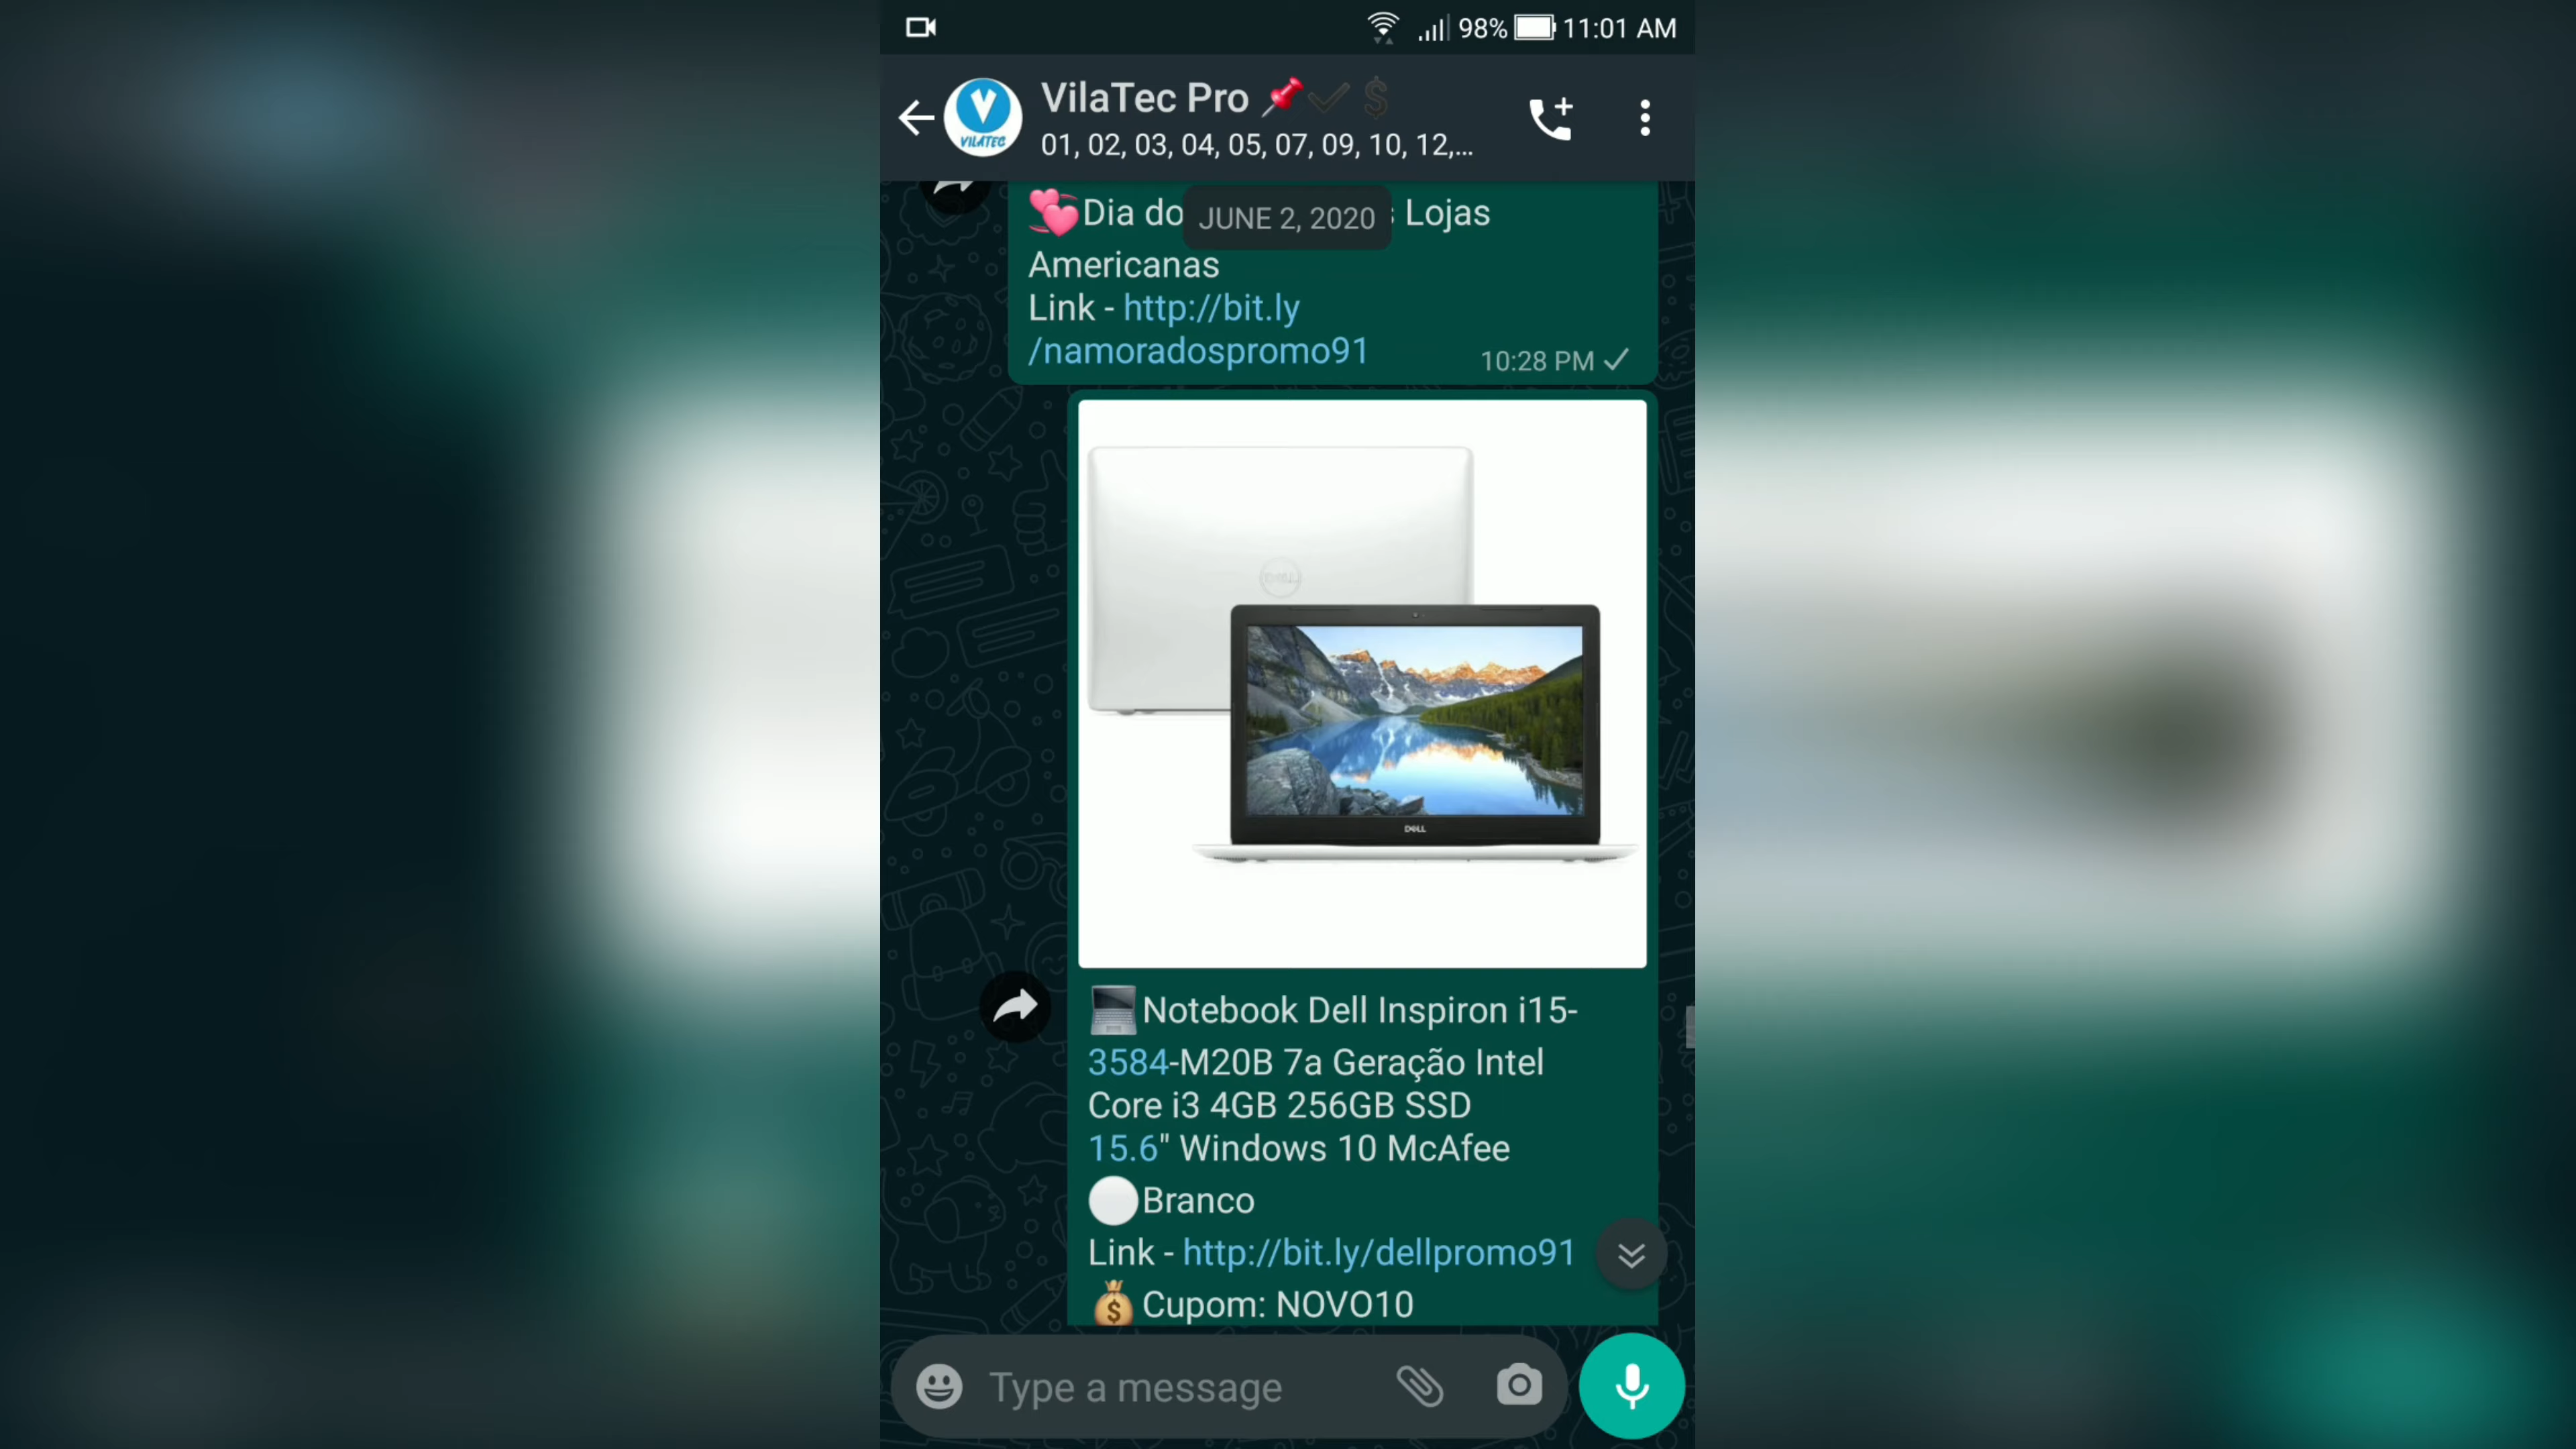 98% 11:01 AM
VilaTec Pro
VILATEC
01, 02, 03, 04, 05, 07, 09, 10, 12,...
JUNE 2, 2020
Dia do Lojas
Americanas
Link - http://bit.ly
/namoradospromo91
10:28 PM
DELL
DELL
Notebook Dell Inspiron i15-
3584-M20B 7a Geração Intel
Core i3 4GB 256GB SSD
15.6" Windows 10 McAfee
Branco
Link - http://bit.ly/dellpromo91
Cupom: NOVO10
Type a message